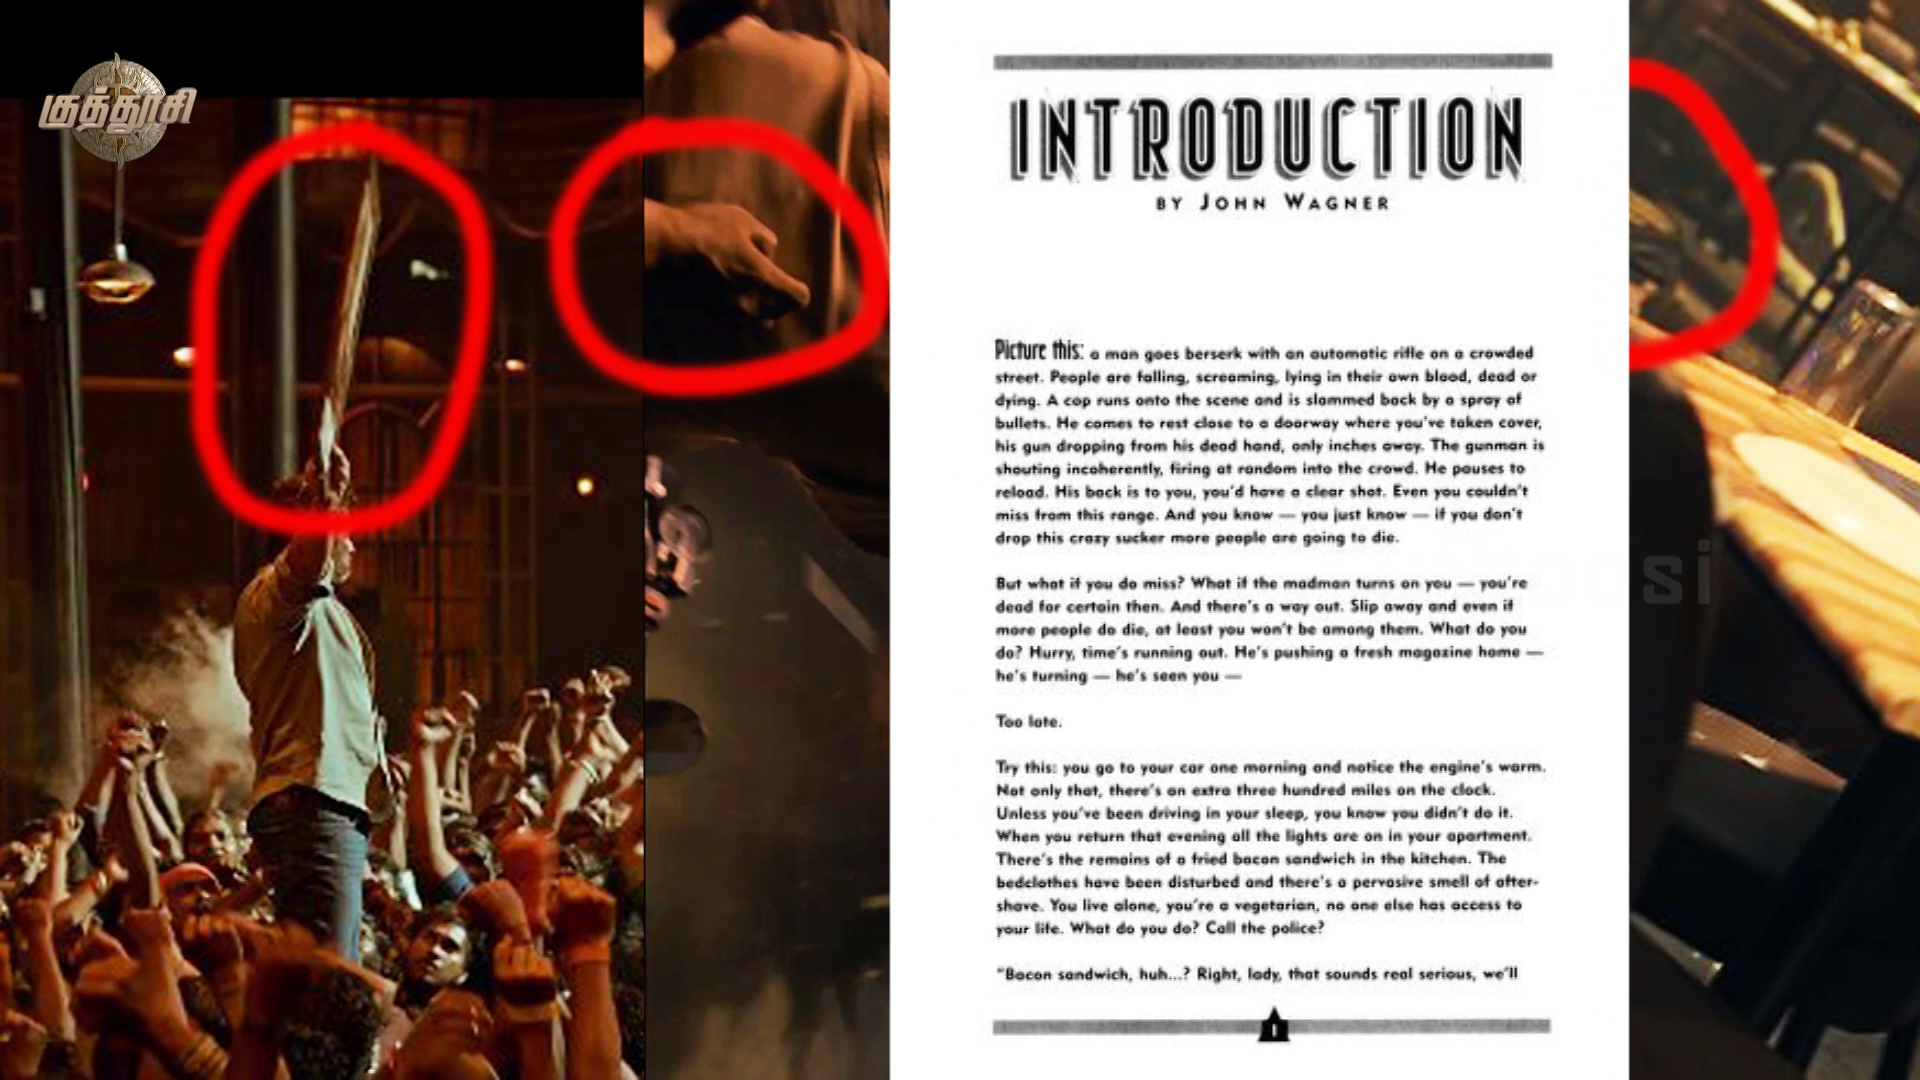 குத்தூசி
INTRODUCTION
BY JOHN WAGNER
Picture this: a man goes berserk with an automatic rifle on a crowded
street. People are falling, screaming, lying in their own blood, dead or
dying. A cop runs onto the scene and is slammed back by a spray of
bullets. He comes to rest close to a doorway where you've taken cover,
his gun dropping from his dead hand, only inches away. The gunman is
shouting incoherently, firing at random into the crowd. He pauses to
reload. His back is to you, you'd have a clear shot. Even you couldn't
miss from this range. And you know — you just know — if you don't
drop this crazy sucker more people are going to die.
But what if you do miss? What if the madman turns on you — you're
dead for certain then. And there's a way out. Slip away and even if
more people do die, at least you won't be among them. What do you
do? Hurry, time's running out. He's pushing a fresh magazine home —
he's turning — he's seen you —
Too late.
Try this: you go to your car one morning and notice the engine's warm.
Not only that, there's an extra three hundred miles on the clock.
Unless you've been driving in your sleep, you know you didn't do it.
When you return that evening all the lights are on in your apartment.
There's the remains of a fried bacon sandwich in the kitchen. The
bedclothes have been disturbed and there's a pervasive smell of after-
shave. You live alone, you're a vegetarian, no one else has access to
your life. What do you do? Call the police?
"Bacon sandwich, huh...? Right, lady, that sounds real serious, we'll
1